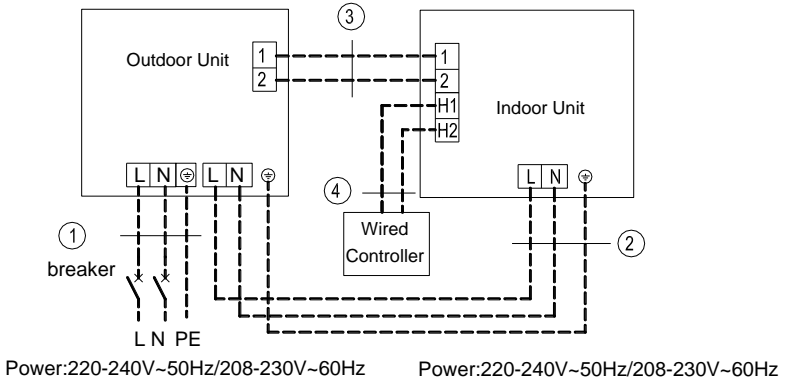 3
Outdoor Unit
1
2
1
2
H1
H2
Indoor Unit
L N
L N
L N
4
Wired
Controller
1
2
breaker
L N PE
Power:220-240V~50Hz/208-230V~60Hz
Power:220-240V~50Hz/208-230V~60Hz